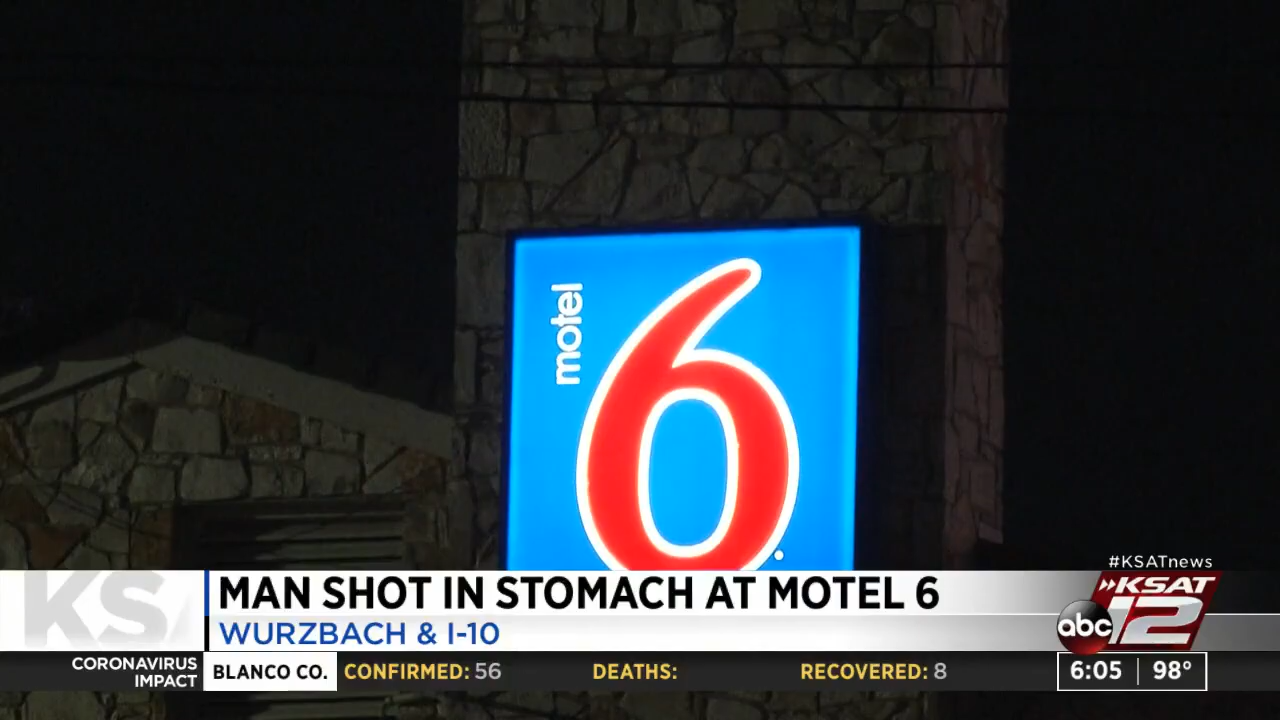 motel
6
#KSATnews
KS
MAN SHOT IN STOMACH AT MOTEL 6
WURZBACH & I-10
abc
KSAT
12
CORONAVIRUS
IMPACT
BLANCO CO.
CONFIRMED: 56
DEATHS:
RECOVERED: 8
6:05
98°